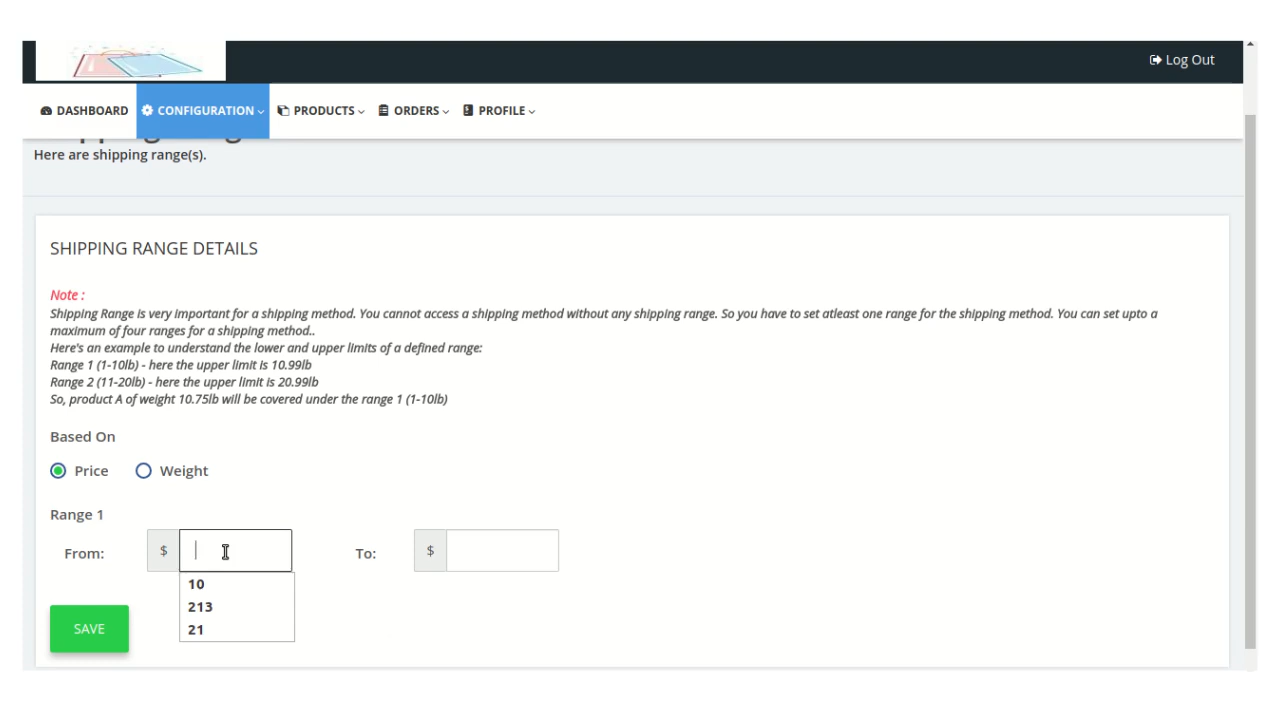 Log Out
DASHBOARD CONFIGURATION PRODUCTS ORDERS PROFILE
Here are shipping range(s).
SHIPPING RANGE DETAILS
Note :
Shipping Range is very important for a shipping method. You cannot access a shipping method without any shipping range. So you have to set atleast one range for the shipping method. You can set upto a
maximum of four ranges for a shipping method..
Here's an example to understand the lower and upper limits of a defined range:
Range 1 (1-10lb) - here the upper limit is 10.99lb
Range 2 (11-20lb) - here the upper limit is 20.99lb
So, product A of weight 10.75lb will be covered under the range 1 (1-10lb)
Based On
Price Weight
Range 1
From: $ To: $
10
213
21
SAVE